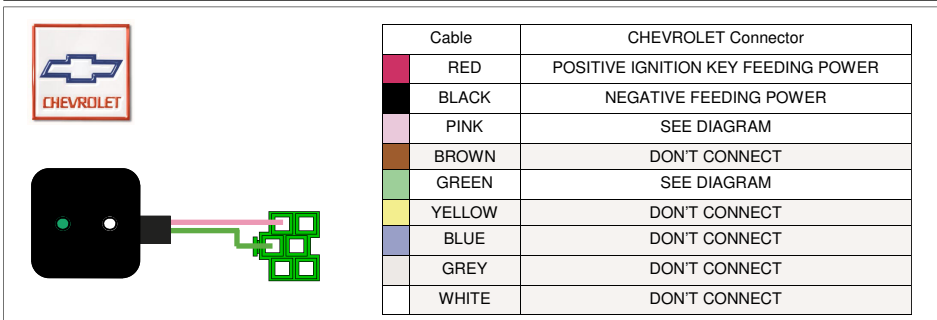 CHEVROLET
Cable CHEVROLET Connector
RED POSITIVE IGNITION KEY FEEDING POWER
BLACK NEGATIVE FEEDING POWER
PINK SEE DIAGRAM
BROWN DON'T CONNECT
GREEN SEE DIAGRAM
YELLOW DON'T CONNECT
BLUE DON'T CONNECT
GREY DON'T CONNECT
WHITE DON'T CONNECT